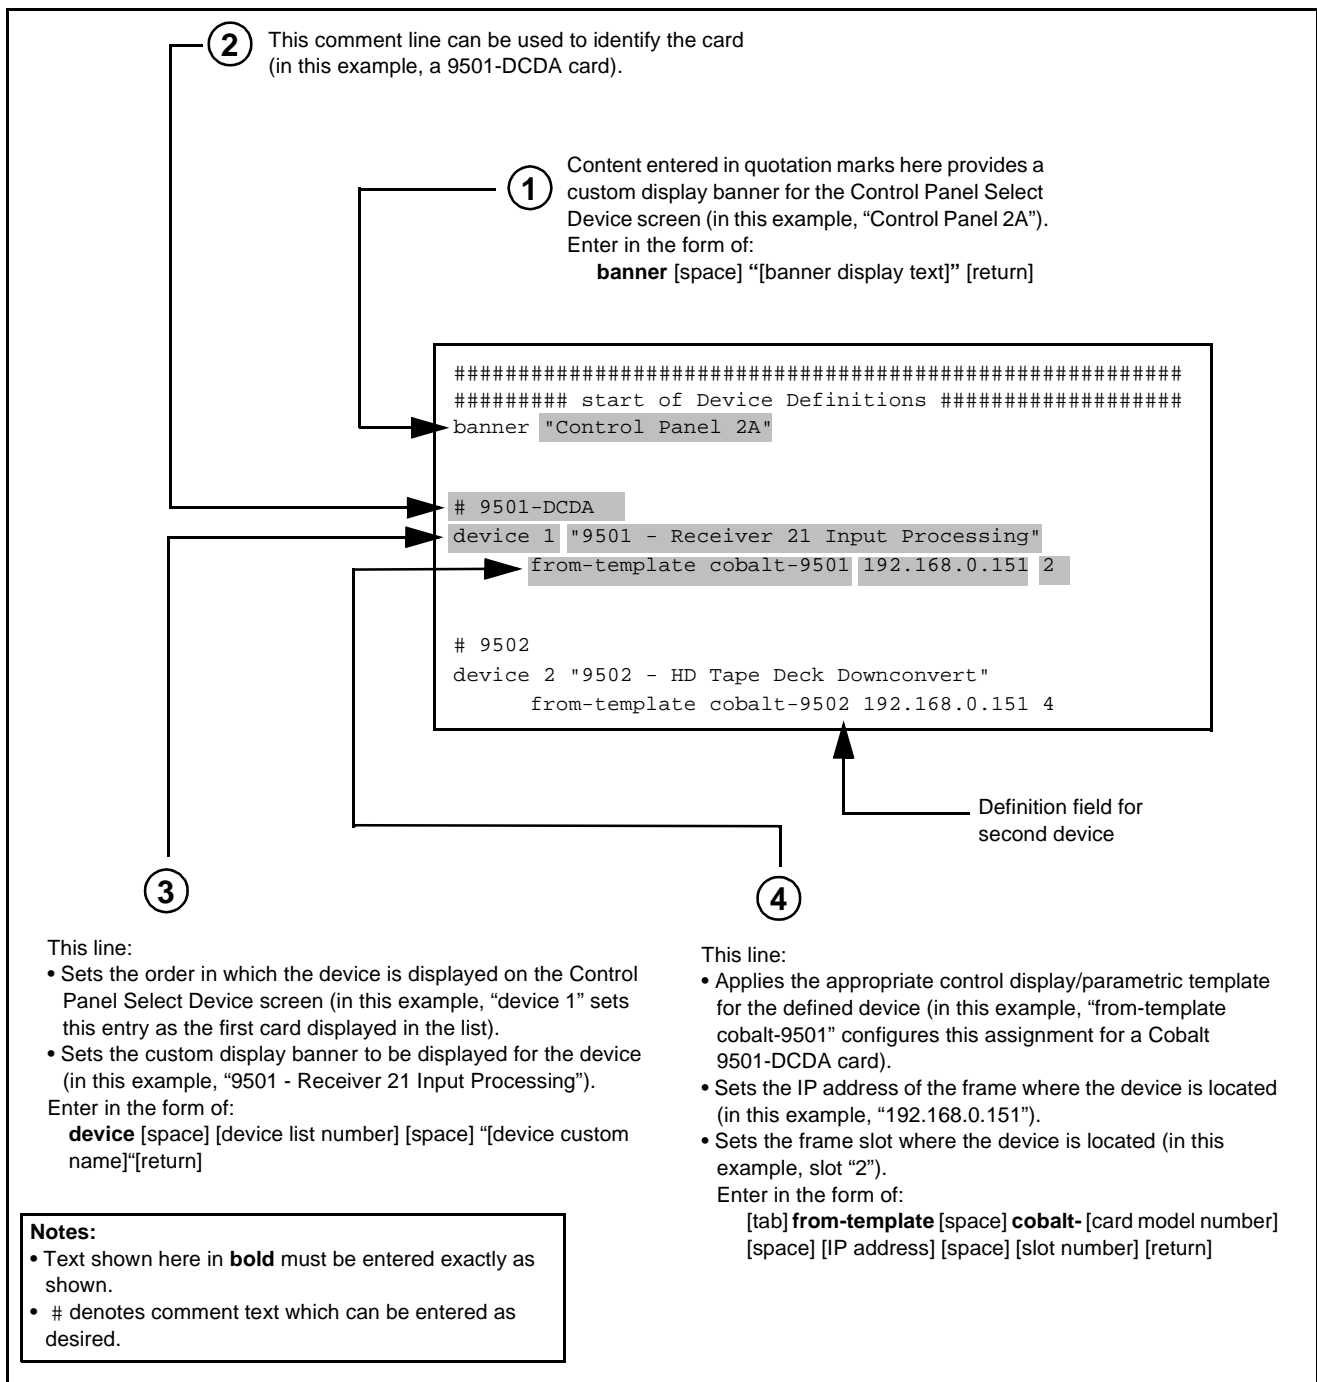 2
This comment line can be used to identify the card
(in this example, a 9501-DCDA card).
1
Content entered in quotation marks here provides a
custom display banner for the Control Panel Select
Device screen (in this example, “Control Panel 2A”).
Enter in the form of:
banner [space] “[banner display text]” [return]
#########################################################
######### start of Device Definitions ###################
banner "Control Panel 2A"
# 9501-DCDA
device 1 "9501 - Receiver 21 Input Processing"
from-template cobalt-9501 192.168.0.151 2
# 9502
device 2 "9502 - HD Tape Deck Downconvert"
from-template cobalt-9502 192.168.0.151 4
Definition field for
second device
3
This line:
• Sets the order in which the device is displayed on the Control
Panel Select Device screen (in this example, “device 1” sets
this entry as the first card displayed in the list).
• Sets the custom display banner to be displayed for the device
(in this example, “9501 - Receiver 21 Input Processing”).
Enter in the form of:
device [space] [device list number] [space] “[device custom
name]“[return]
4
This line:
• Applies the appropriate control display/parametric template
for the defined device (in this example, “from-template
cobalt-9501” configures this assignment for a Cobalt
9501-DCDA card).
• Sets the IP address of the frame where the device is located
(in this example, “192.168.0.151”).
• Sets the frame slot where the device is located (in this
example, slot “2”).
Enter in the form of:
[tab] from-template [space] cobalt- [card model number]
[space] [IP address] [space] [slot number] [return]
Notes:
• Text shown here in bold must be entered exactly as
shown.
• # denotes comment text which can be entered as
desired.